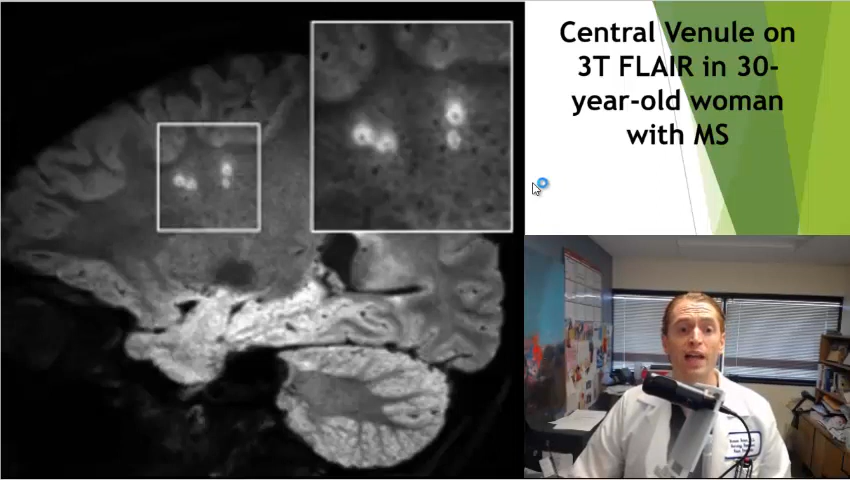 Central Venule on
3T FLAIR in 30-
year-old woman
with MS